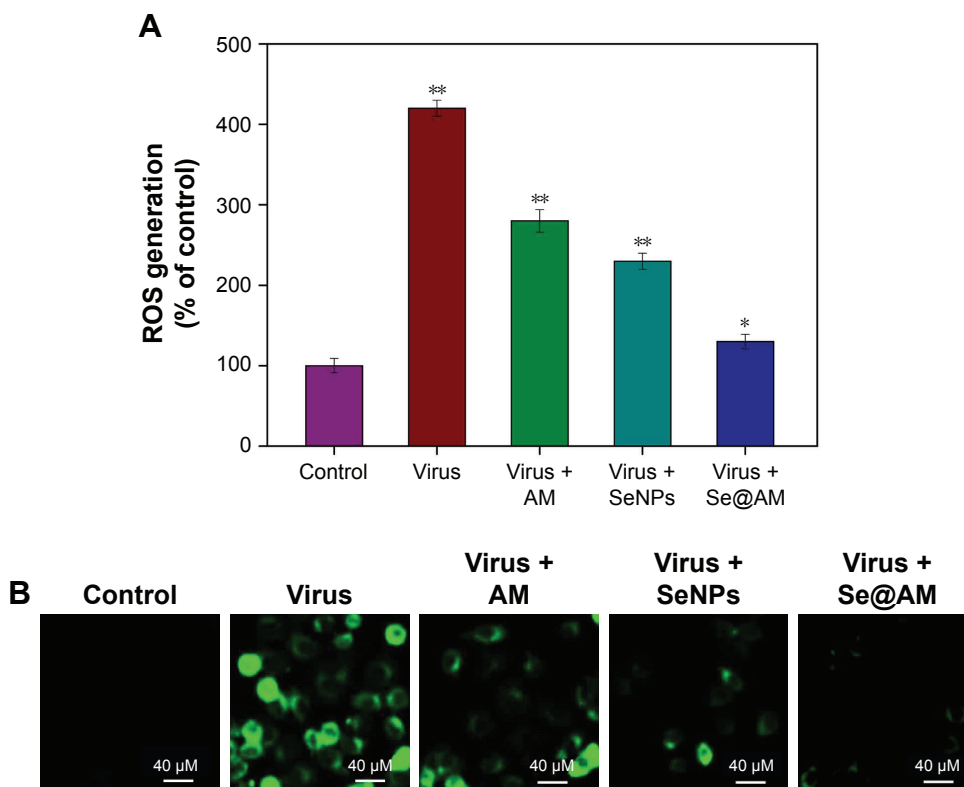 A
ROS generation
(% of control)
500
400
300
200
100
0
**
**
**
*
Control
Virus
Virus +
AM
Virus +
SeNPs
Virus +
Se@AM
B
Control
Virus
Virus +
AM
Virus +
SeNPs
Virus +
Se@AM
40 µM
40 µM
40 µM
40 µM
40 µM